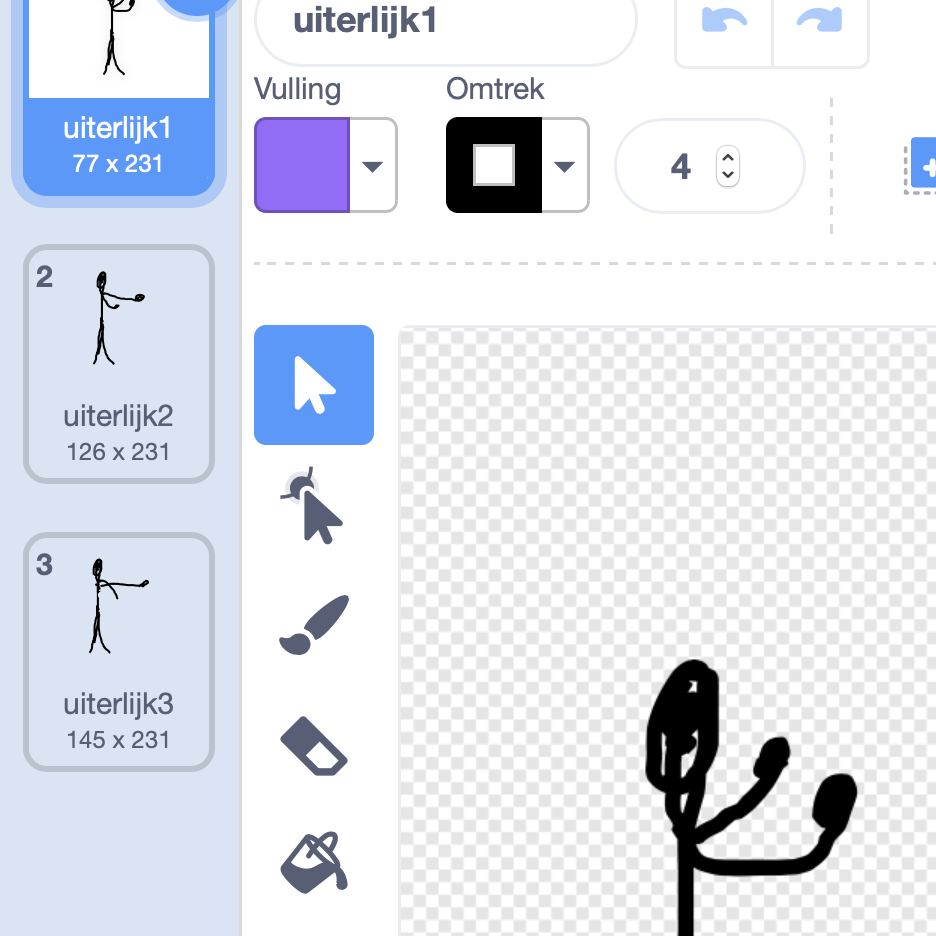 uiterlijk1
Vulling
Omtrek
4
uiterlijk1
77 x 231
2
uiterlijk2
126 x 231
3
uiterlijk3
145 x 231